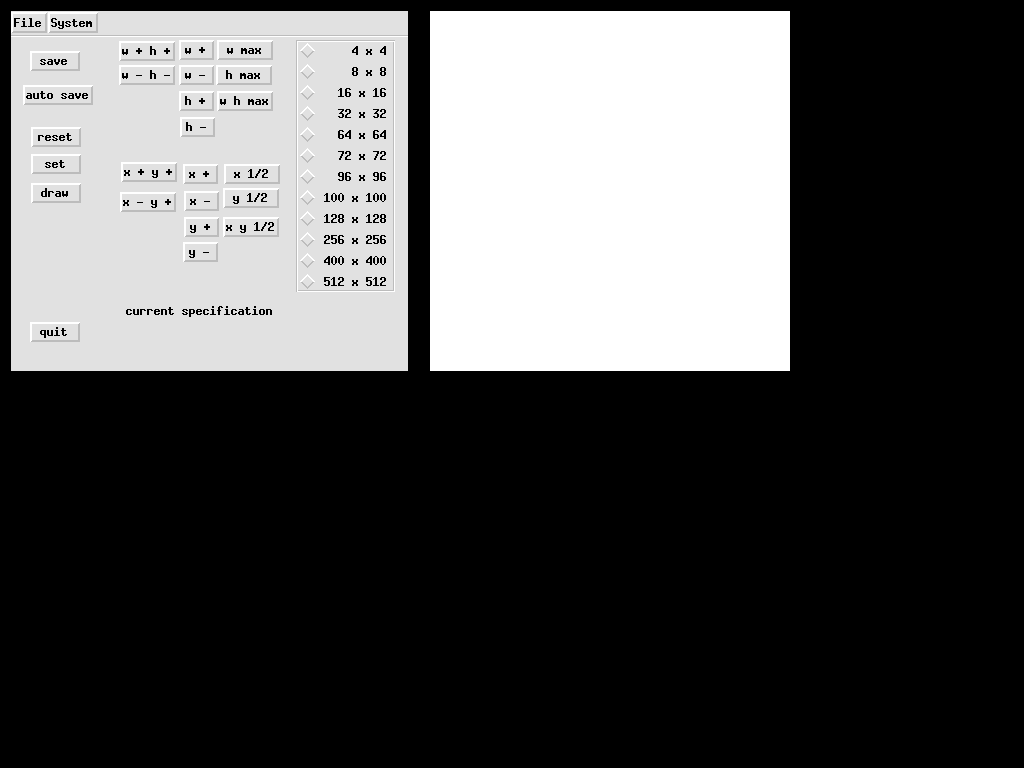 File System
save
auto save
reset
set
draw
quit
w + h + w + w max
w - h - w - h max
h + w h max
h -
x + y + x + x 1/2
x - y + x - y 1/2
y + x y 1/2
y -
current specification
4 x 4
8 x 8
16 x 16
32 x 32
64 x 64
72 x 72
96 x 96
100 x 100
128 x 128
256 x 256
400 x 400
512 x 512